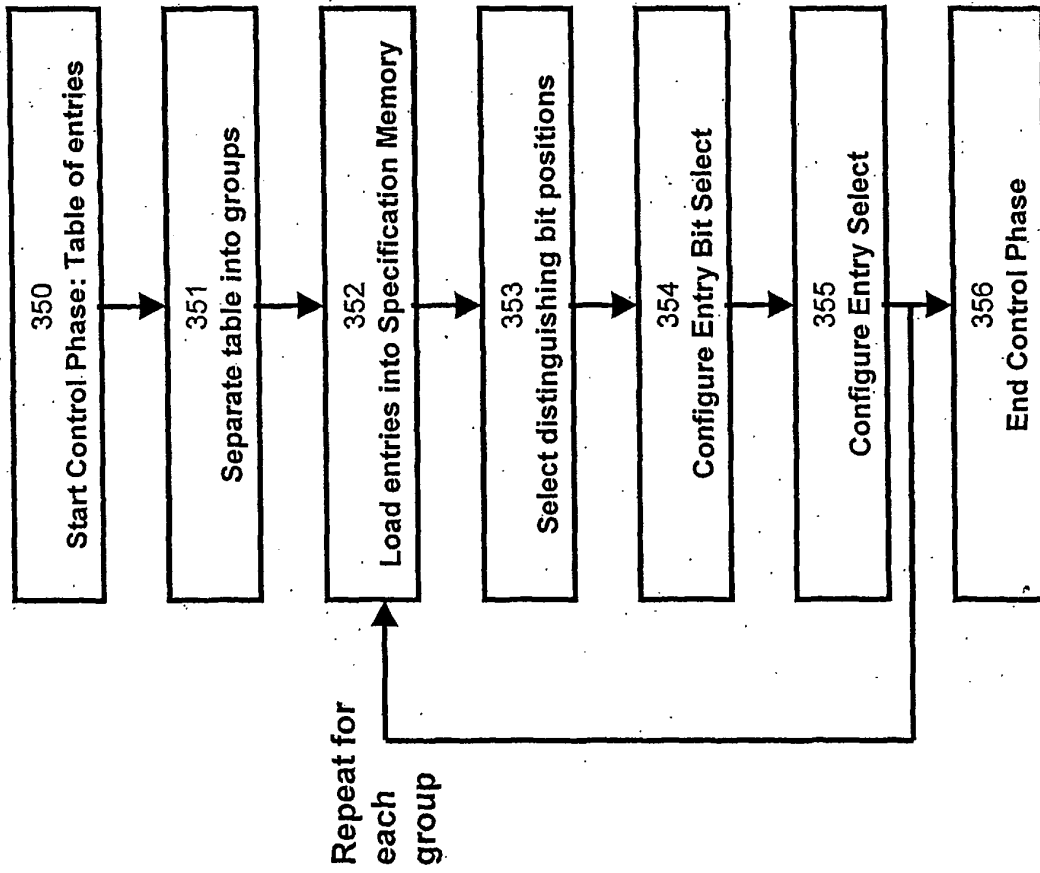 350
Start Control Phase: Table of entries
351
Separate table into groups
352
Load entries into Specification Memory
353
Select distinguishing bit positions
354
Configure Entry Bit Select
355
Configure Entry Select
356
End Control Phase
Repeat for
each
group